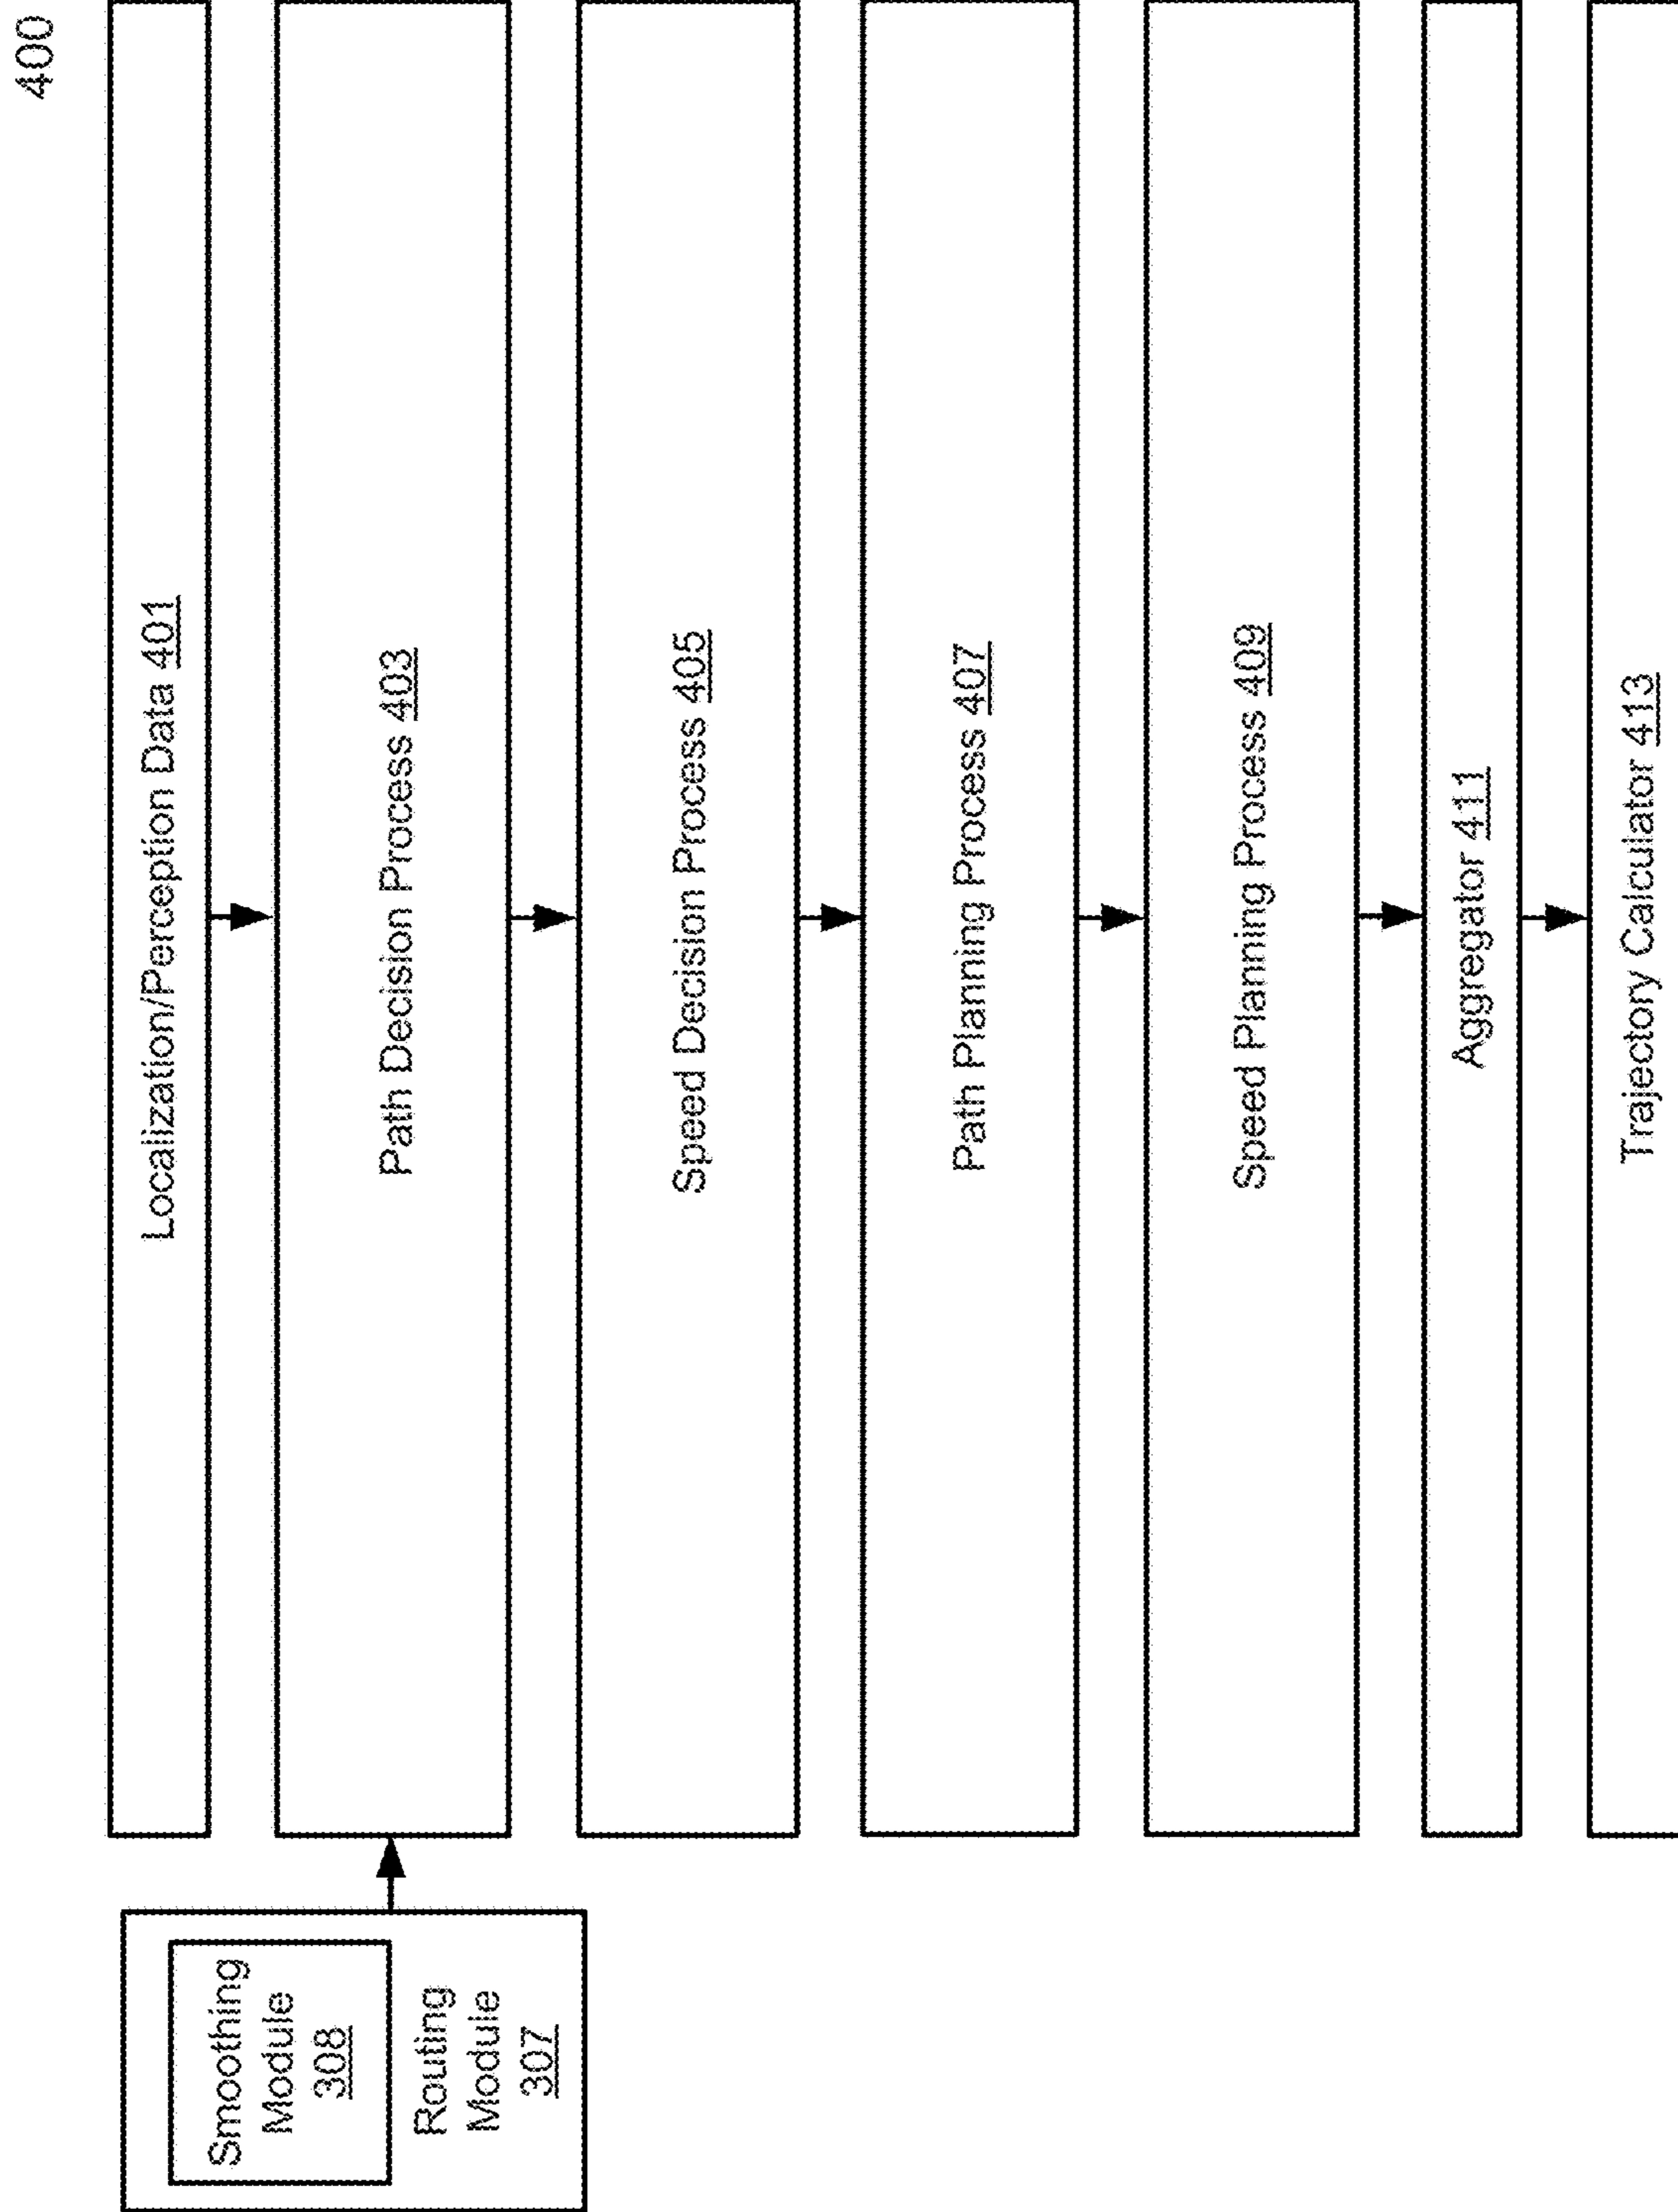 400
Localization/Perception Data 401
Smoothing
Module
308
Routing
Module
307
Path Decision Process 403
Speed Decision Process 405
Path Planning Process 407
Speed Planning Process 409
Aggregator 411
Trajectory Calculator 413